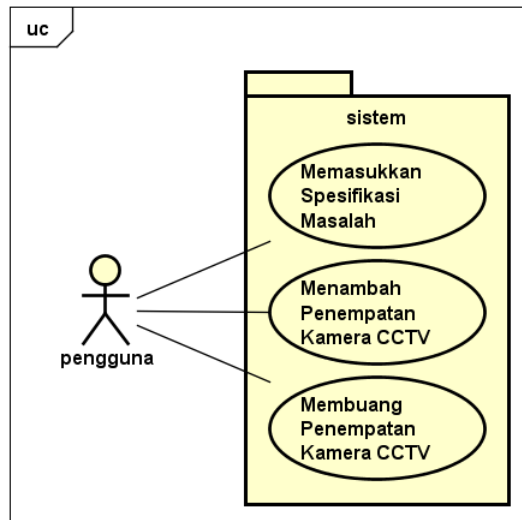 uc
sistem
Memasukkan
Spesifikasi
Masalah
Menambah
Penempatan
Kamera CCTV
pengguna
Membuang
Penempatan
Kamera CCTV